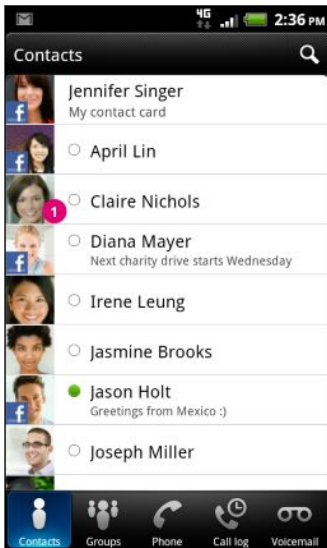 4G 2:36 PM
Contacts
Jennifer Singer
My contact card
f
April Lin
f
Claire Nichols
1
Diana Mayer
Next charity drive starts Wednesday
f
Irene Leung
Jasmine Brooks
Jason Holt
Greetings from Mexico :)
f
Joseph Miller
Contacts Groups Phone Call log Voicemail